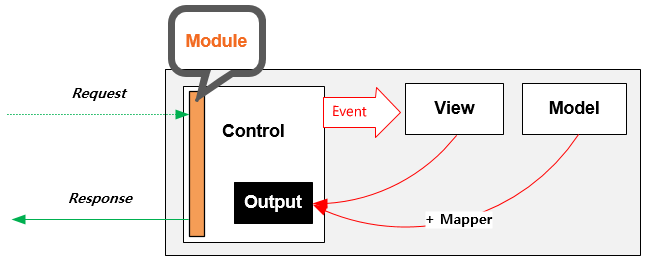 Module
Request
Control
Event
View
Model
Response
Output
+ Mapper